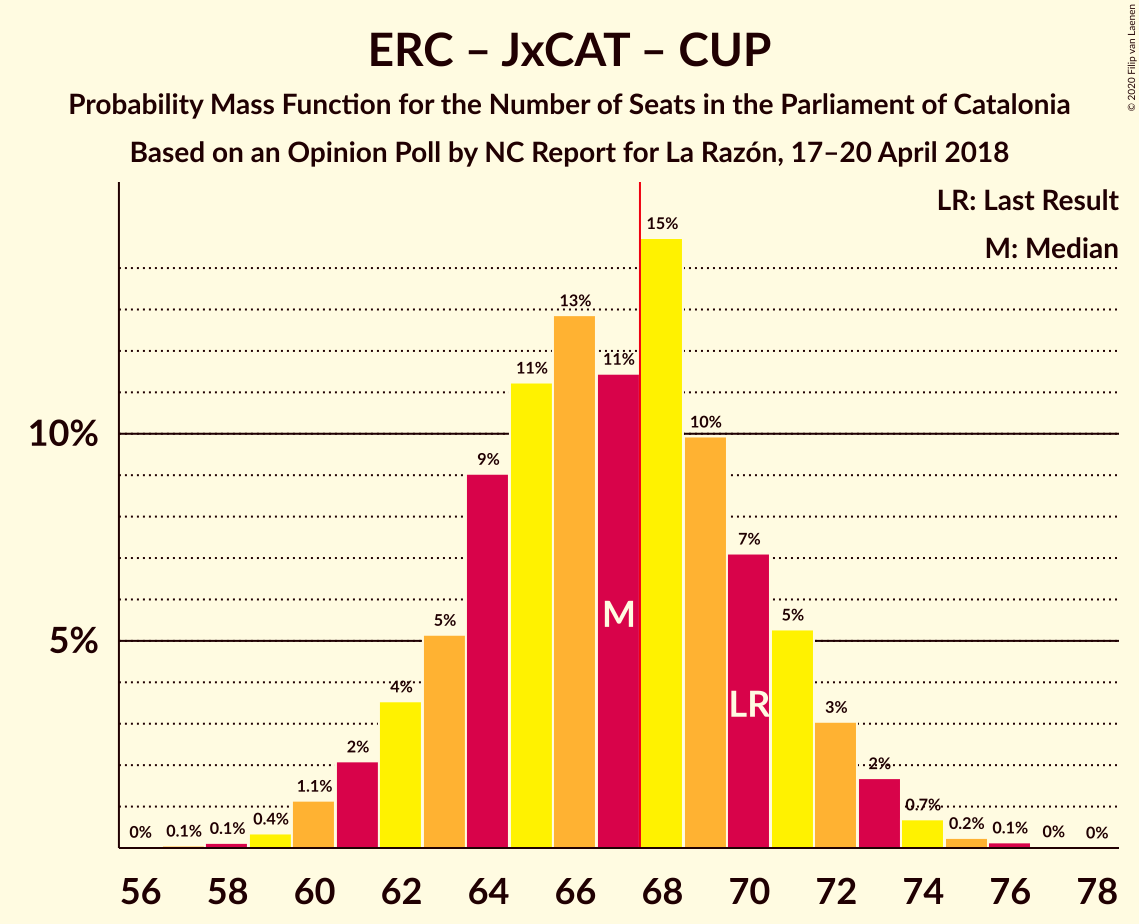 ERC – JxCAT – CUP
Probability Mass Function for the Number of Seats in the Parliament of Catalonia
Based on an Opinion Poll by NC Report for La Razón, 17–20 April 2018
© 2020 Filip van Laenen
LR: Last Result
M: Median
10%
5%
0% 0.1% 0.1% 0.4% 1.1% 2% 4% 5% 9% 11% 13% 11% 15% 10% 7% 5% 3% 2% 0.7% 0.2% 0.1% 0% 0%
M
LR
56 58 60 62 64 66 68 70 72 74 76 78